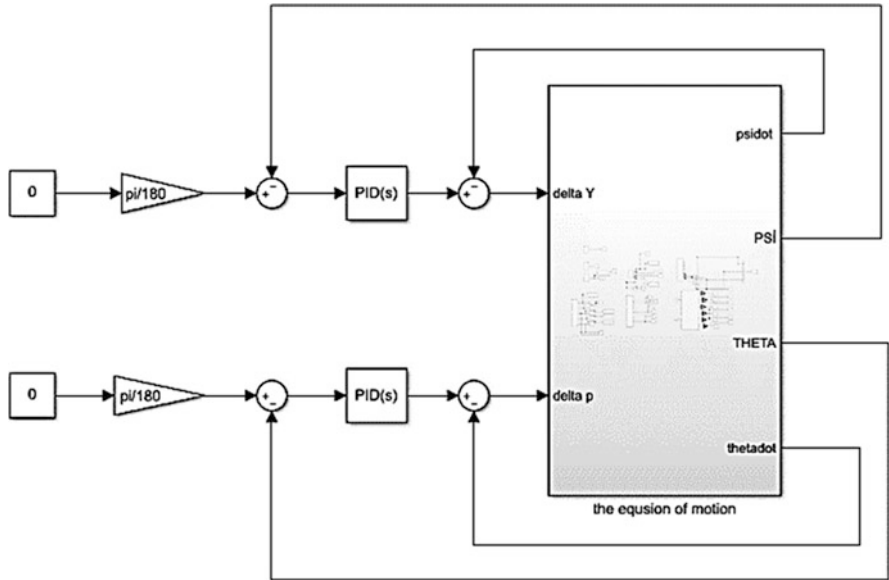 psidot
0
pi/180
PID(s)
delta Y
PSİ
THETA
0
pi/180
PID(s)
delta p
thetadot
the equsion of motion